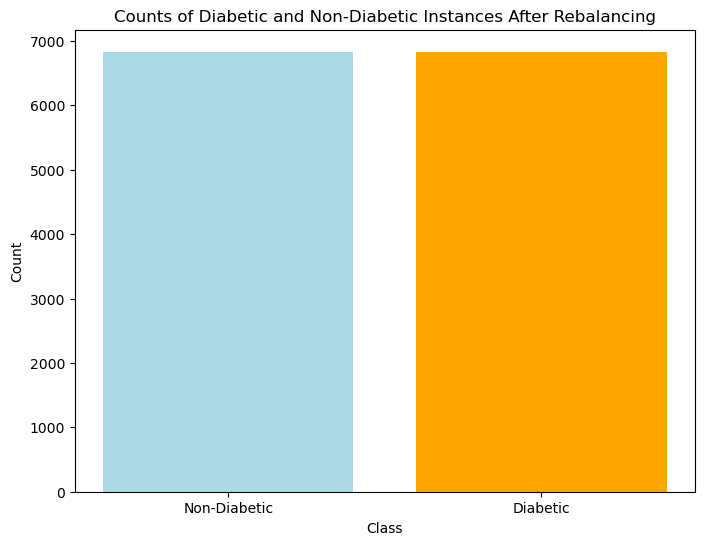 Counts of Diabetic and Non-Diabetic Instances After Rebalancing
7000
6000
5000
4000
3000
2000
1000
0
Count
Non-Diabetic
Diabetic
Class